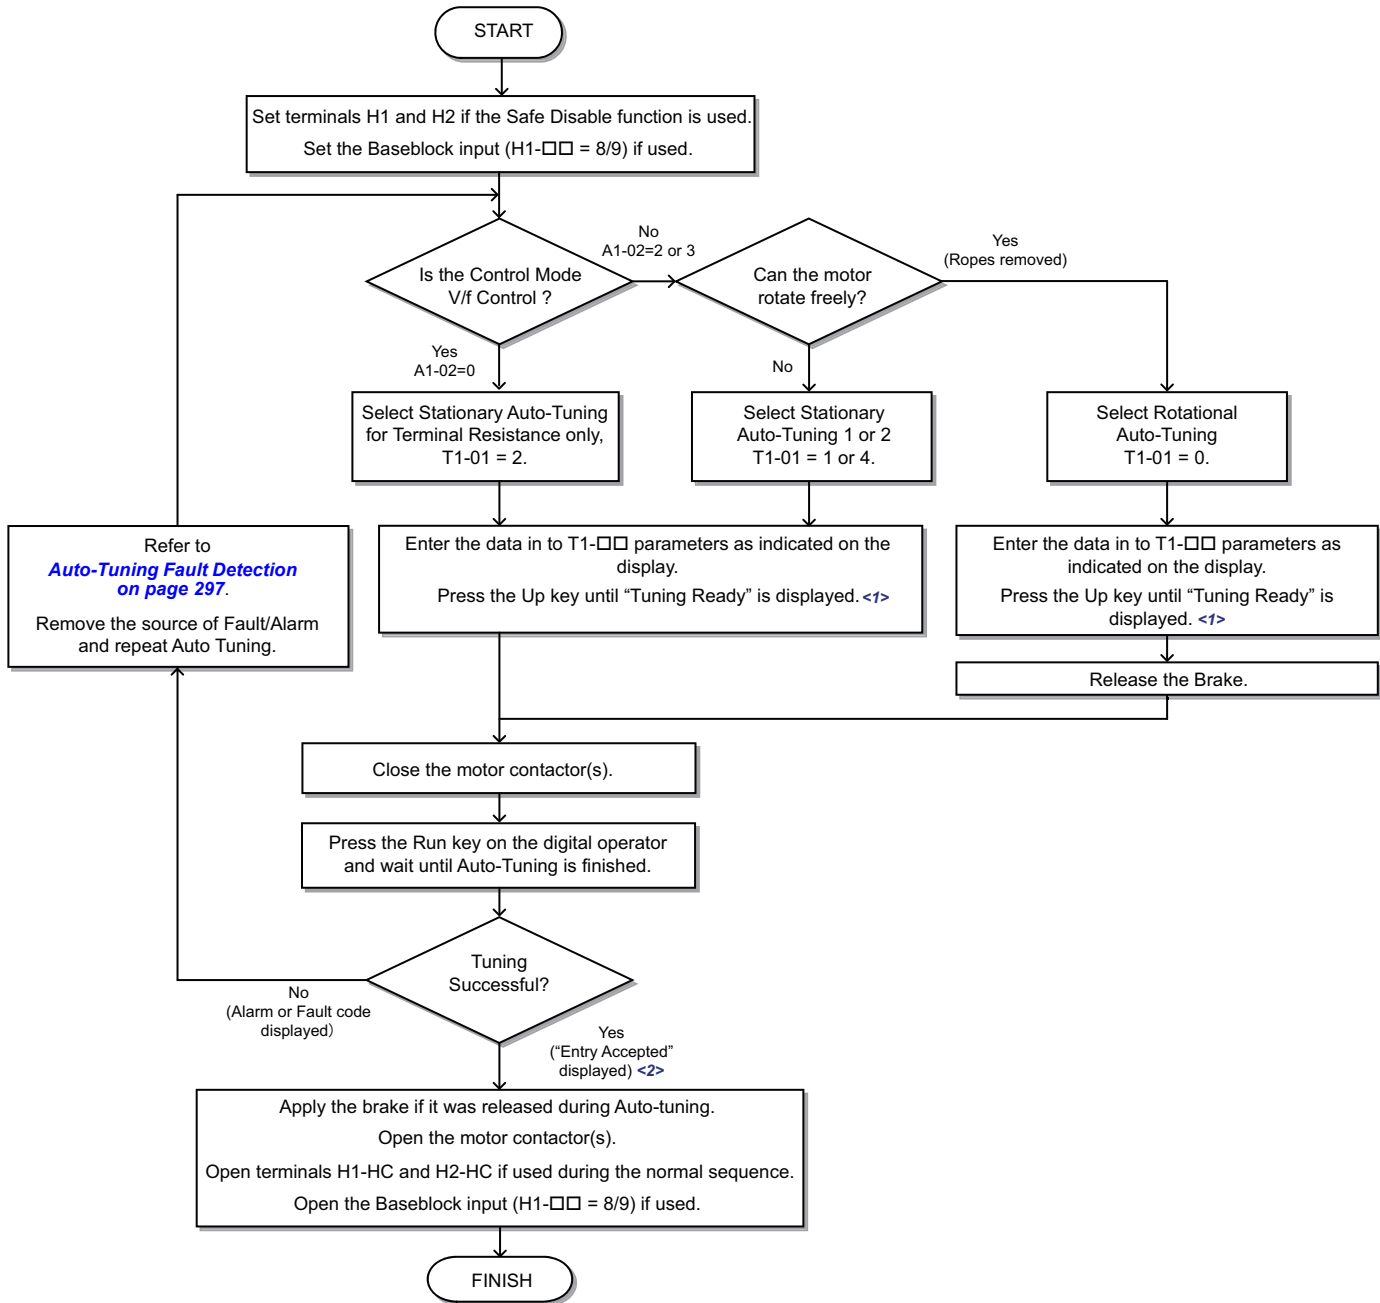 START
Set terminals H1 and H2 if the Safe Disable function is used.
Set the Baseblock input (H1-□□ = 8/9) if used.
Is the Control Mode
V/f Control ?
No
A1-02=2 or 3
Can the motor
rotate freely?
Yes
(Ropes removed)
Yes
A1-02=0
No
Select Stationary Auto-Tuning
for Terminal Resistance only,
T1-01 = 2.
Select Stationary
Auto-Tuning 1 or 2
T1-01 = 1 or 4.
Select Rotational
Auto-Tuning
T1-01 = 0.
Refer to
Auto-Tuning Fault Detection
on page 297.
Remove the source of Fault/Alarm
and repeat Auto Tuning.
Enter the data in to T1-□□ parameters as indicated on the
display.
Press the Up key until “Tuning Ready” is displayed. <1>
Enter the data in to T1-□□ parameters as
indicated on the display.
Press the Up key until “Tuning Ready” is
displayed. <1>
Release the Brake.
Close the motor contactor(s).
Press the Run key on the digital operator
and wait until Auto-Tuning is finished.
Tuning
Successful?
No
(Alarm or Fault code
displayed)
Yes
(“Entry Accepted”
displayed) <2>
Apply the brake if it was released during Auto-tuning.
Open the motor contactor(s).
Open terminals H1-HC and H2-HC if used during the normal sequence.
Open the Baseblock input (H1-□□ = 8/9) if used.
FINISH